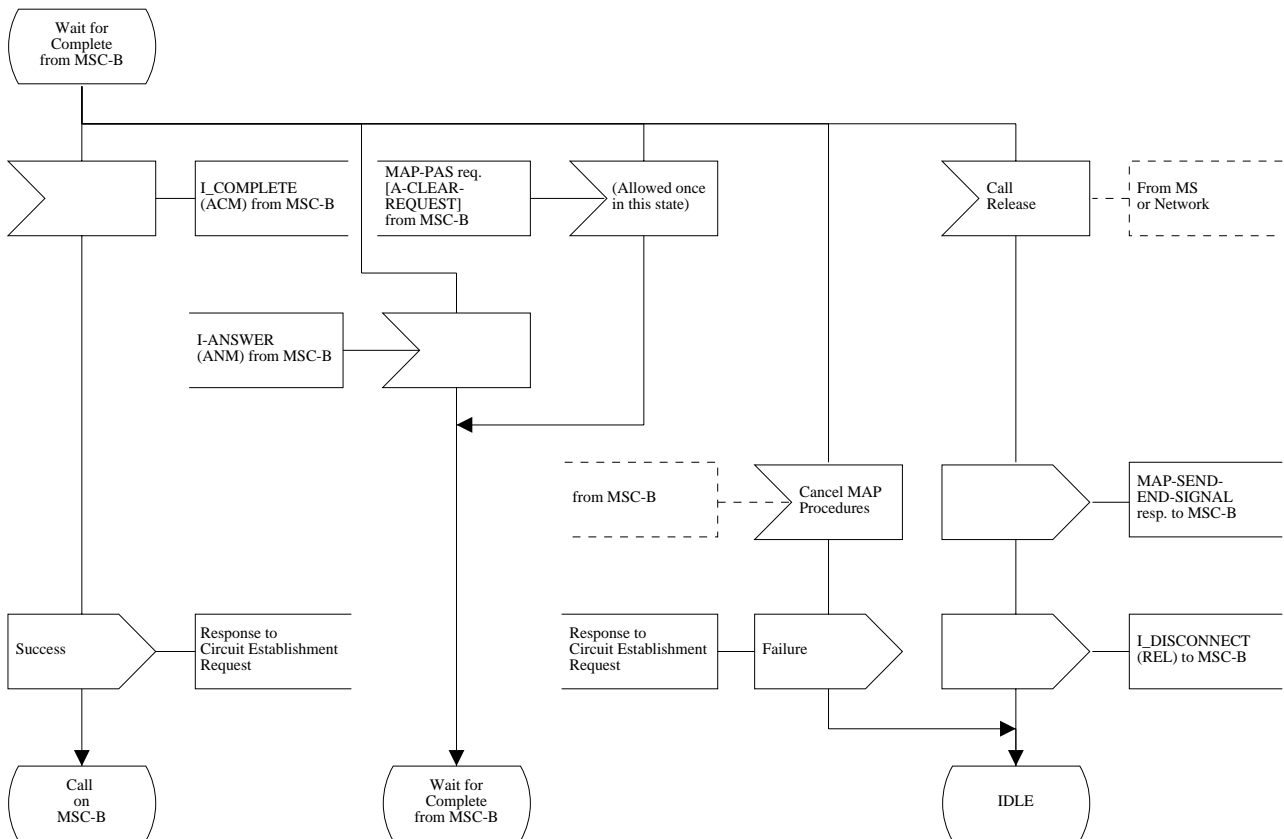 Wait for
Complete
from MSC-B
I_COMPLETE
(ACM) from MSC-B
MAP-PAS req.
[A-CLEAR-
REQUEST]
from MSC-B
(Allowed once
in this state)
Call
Release
From MS
or Network
I-ANSWER
(ANM) from MSC-B
from MSC-B
Cancel MAP
Procedures
MAP-SEND-
END-SIGNAL
resp. to MSC-B
Success
Response to
Circuit Establishment
Request
Response to
Circuit Establishment
Request
Failure
I_DISCONNECT
(REL) to MSC-B
Call
on
MSC-B
Wait for
Complete
from MSC-B
IDLE